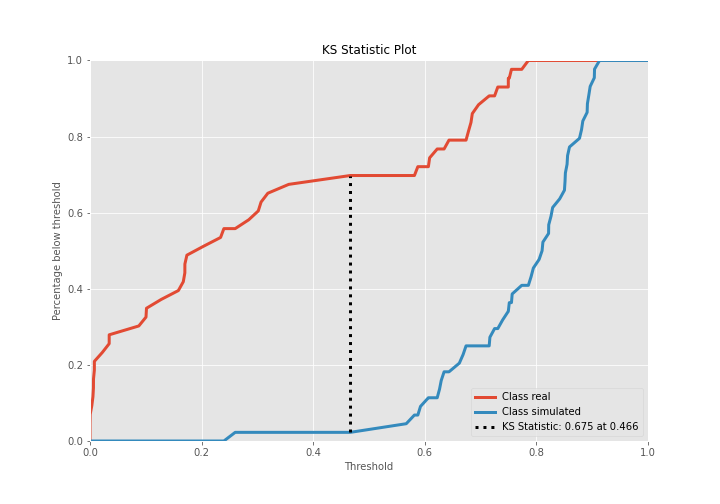 KS Statistic Plot
1.0
0.8
0.6
0.4
0.2
0.0
Percentage below threshold
0.0 0.2 0.4 0.6 0.8 1.0
Threshold
Class real
Class simulated
KS Statistic: 0.675 at 0.466